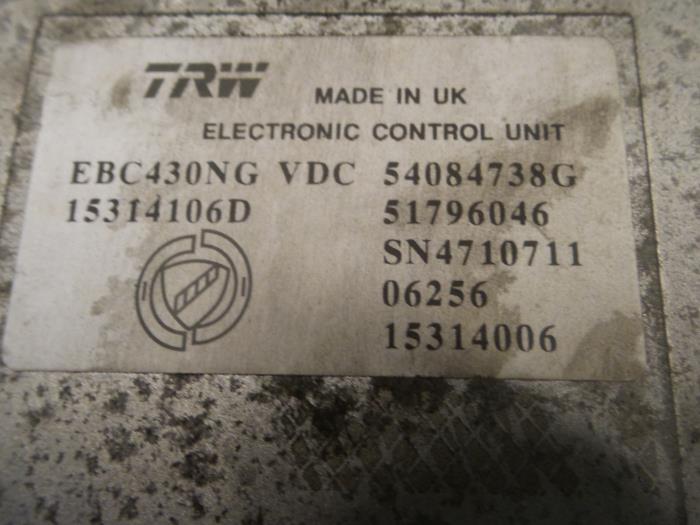 TRW MADE IN UK
ELECTRONIC CONTROL UNIT
EBC430NG VDC 54084738G
15314106D 51796046
SN4710711
06256
15314006